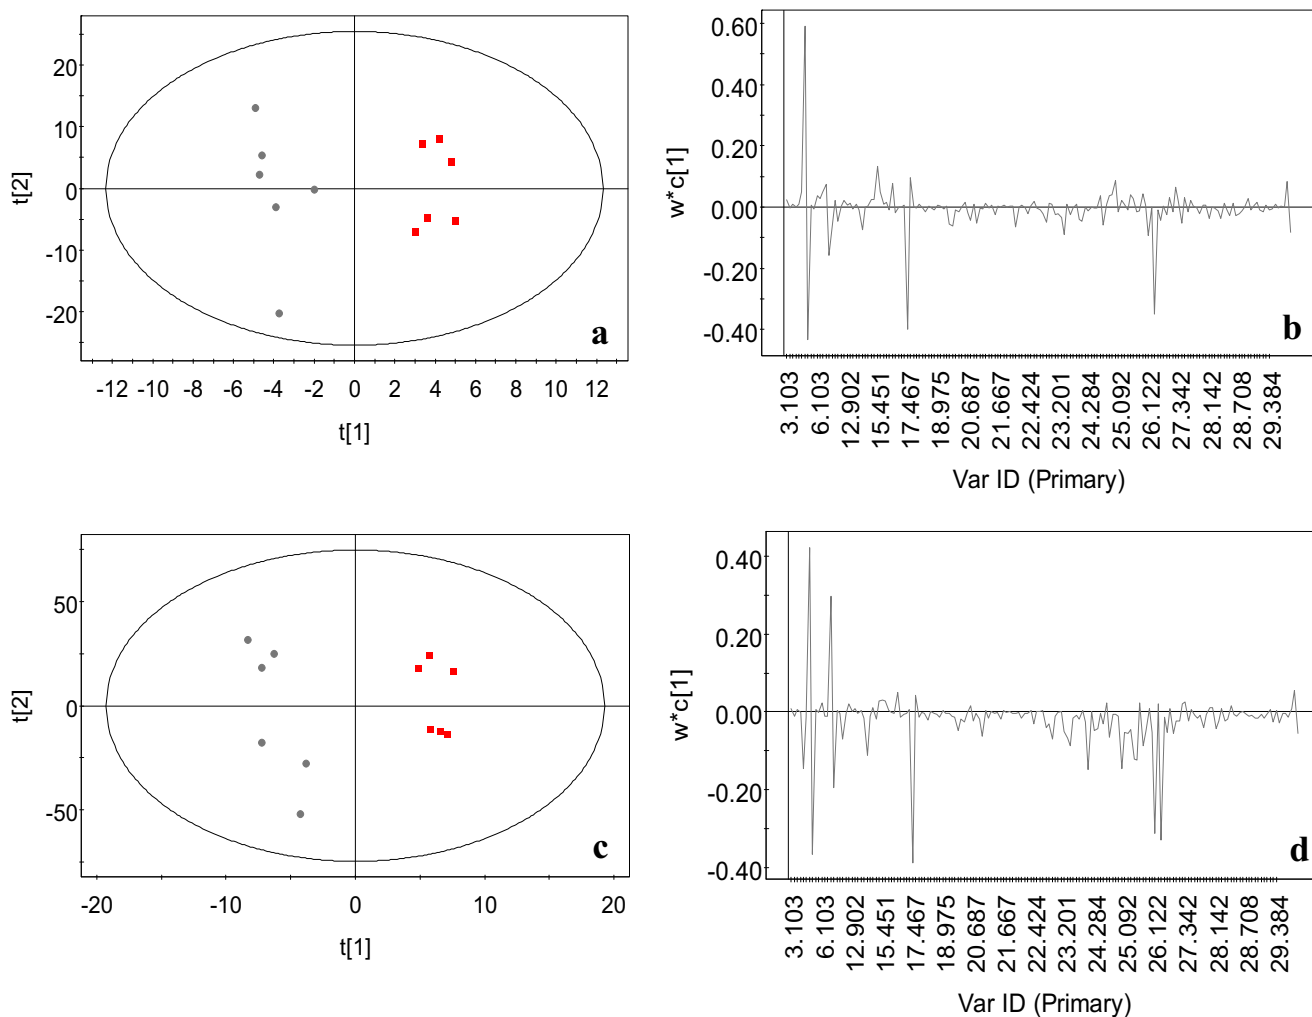 20
10
0
-10
-20
t[2]
-12 -10 -8 -6 -4 -2 0 2 4 6 8 10 12
t[1]
a
0.60
0.40
0.20
0.00
-0.20
-0.40
w*c[1]
3.103 6.103 12.902 15.451 17.467 18.975 20.687 21.667 22.424 23.201 24.284 25.092 26.122 27.342 28.142 28.708 29.384
Var ID (Primary)
b
50
0
-50
t[2]
-20 -10 0 10 20
t[1]
c
0.40
0.20
0.00
-0.20
-0.40
w*c[1]
3.103 6.103 12.902 15.451 17.467 18.975 20.687 21.667 22.424 23.201 24.284 25.092 26.122 27.342 28.142 28.708 29.384
Var ID (Primary)
d